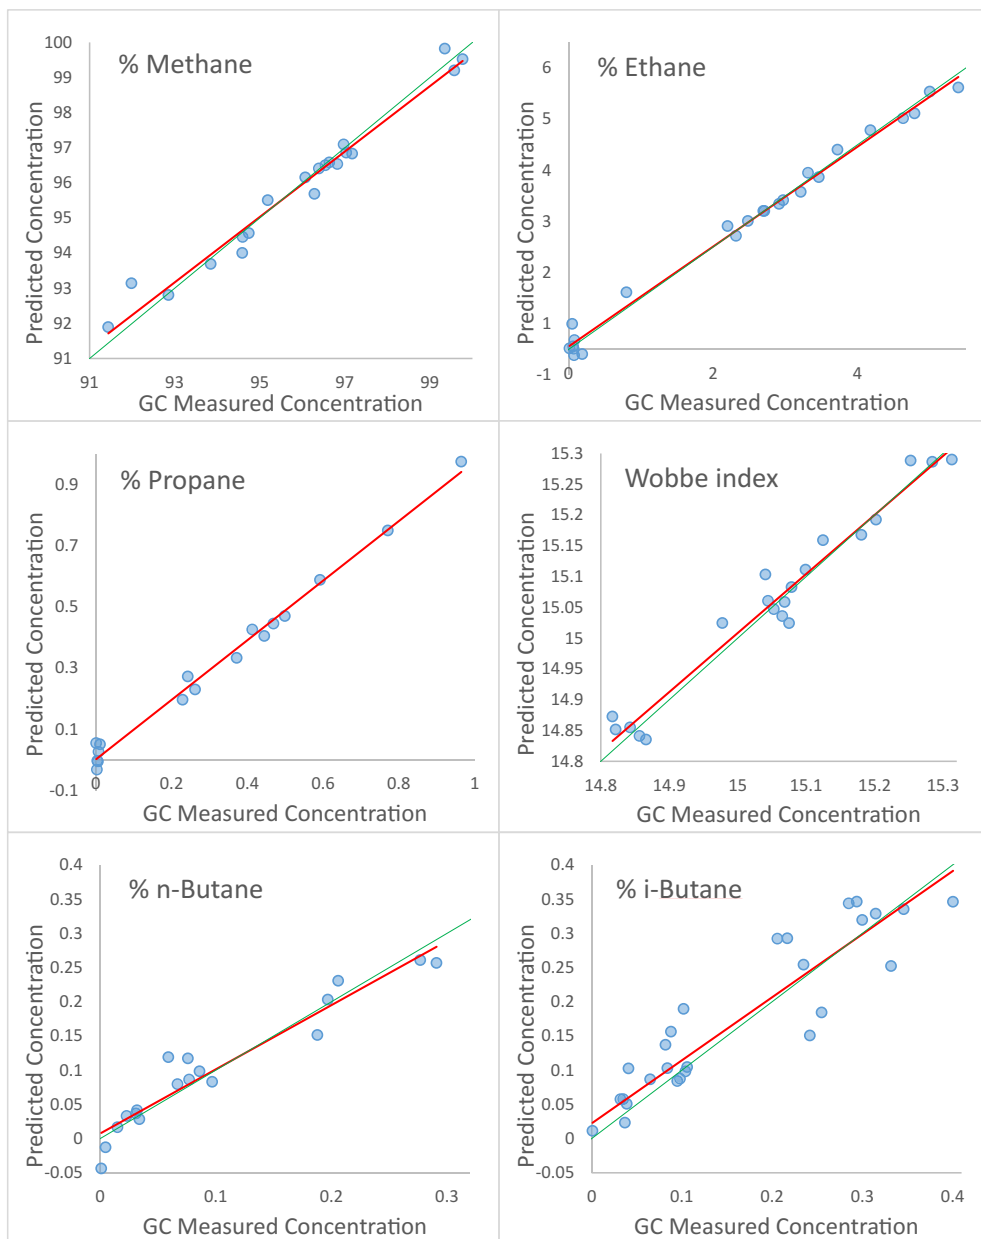 % Methane
Predicted Concentration
100
99
98
97
96
95
94
93
92
91
91 93 95 97 99
GC Measured Concentration
% Ethane
Predicted Concentration
6
5
4
3
2
1
-1
0 2 4
GC Measured Concentration
% Propane
Predicted Concentration
0.9
0.7
0.5
0.3
0.1
-0.1
0 0.2 0.4 0.6 0.8 1
GC Measured Concentration
Wobbe index
Predicted Concentration
15.3
15.25
15.2
15.15
15.1
15.05
15
14.95
14.9
14.85
14.8
14.8 14.9 15 15.1 15.2 15.3
GC Measured Concentration
% n-Butane
Predicted Concentration
0.4
0.35
0.3
0.25
0.2
0.15
0.1
0.05
0
-0.05
0 0.1 0.2 0.3
GC Measured Concentration
% i-Butane
Predicted Concentration
0.4
0.35
0.3
0.25
0.2
0.15
0.1
0.05
0
-0.05
0 0.1 0.2 0.3 0.4
GC Measured Concentration